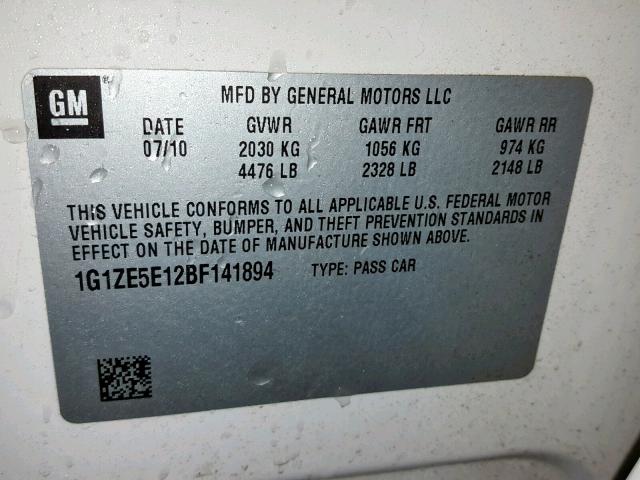 GM ® MFD BY GENERAL MOTORS LLC
DATE GVWR GAWR FRT GAWR RR
07/10 2030 KG 1056 KG 974 KG
4476 LB 2328 LB 2148 LB
THIS VEHICLE CONFORMS TO ALL APPLICABLE U.S. FEDERAL MOTOR
VEHICLE SAFETY, BUMPER, AND THEFT PREVENTION STANDARDS IN
EFFECT ON THE DATE OF MANUFACTURE SHOWN ABOVE.
1G1ZE5E12BF141894 TYPE: PASS CAR